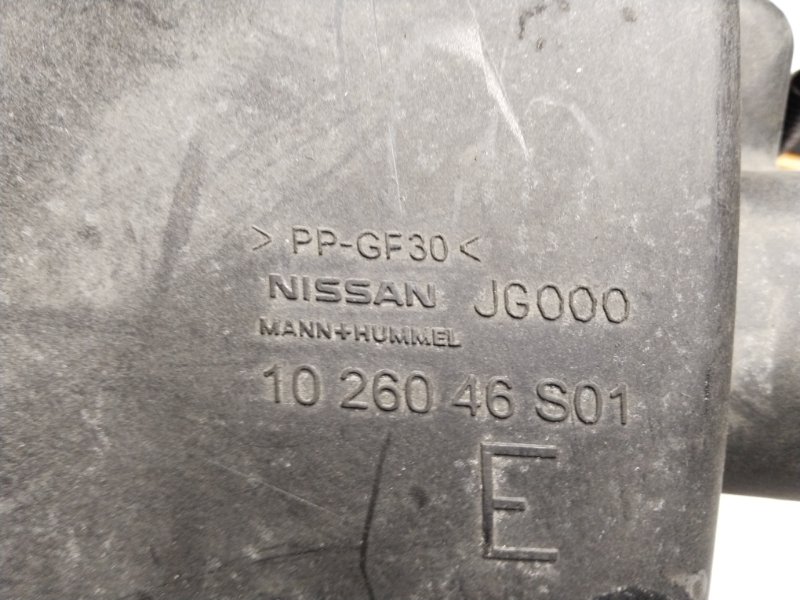 > PP-GF30 <
NISSAN JG000
MANN+HUMMEL
10 260 46 S01
E